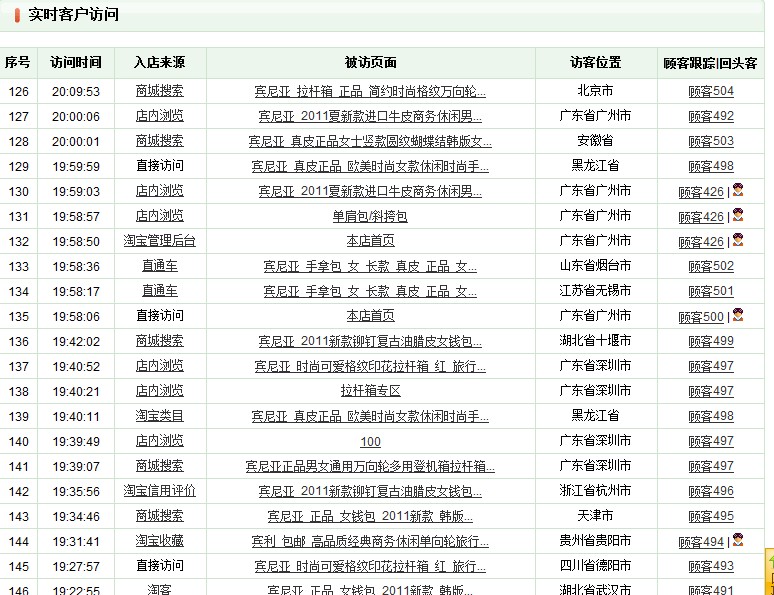 实时客户访问
序号 访问时间 入店来源 被访页面 访客位置 顾客跟踪|回头客
126 20:09:53 商城搜索 宾尼亚 拉杆箱 正品 简约时尚格纹万向轮... 北京市 顾客504
127 20:00:06 店内浏览 宾尼亚 2011夏新款进口牛皮商务休闲男... 广东省广州市 顾客492
128 20:00:01 商城搜索 宾尼亚 真皮正品女士竖款圆纹蝴蝶结韩版女... 安徽省 顾客503
129 19:59:59 直接访问 宾尼亚 真皮正品 欧美时尚女款休闲时尚手... 黑龙江省 顾客498
130 19:59:03 店内浏览 宾尼亚 2011夏新款进口牛皮商务休闲男... 广东省广州市 顾客426 |
131 19:58:57 店内浏览 单肩包/斜挎包 广东省广州市 顾客426 |
132 19:58:50 淘宝管理后台 本店首页 广东省广州市 顾客426 |
133 19:58:36 直通车 宾尼亚 手拿包 女 长款 真皮 正品 女... 山东省烟台市 顾客502
134 19:58:17 直通车 宾尼亚 手拿包 女 长款 真皮 正品 女... 江苏省无锡市 顾客501
135 19:58:06 直接访问 本店首页 广东省广州市 顾客500 |
136 19:42:02 商城搜索 宾尼亚 2011新款铆钉复古油腊皮女钱包... 湖北省十堰市 顾客499
137 19:40:52 店内浏览 宾尼亚 时尚可爱格纹印花拉杆箱 红 旅行... 广东省深圳市 顾客497
138 19:40:21 店内浏览 拉杆箱专区 广东省深圳市 顾客497
139 19:40:11 淘宝类目 宾尼亚 真皮正品 欧美时尚女款休闲时尚手... 黑龙江省 顾客498
140 19:39:49 店内浏览 100 广东省深圳市 顾客497
141 19:39:07 商城搜索 宾尼亚正品男女通用万向轮多用登机箱拉杆箱... 广东省深圳市 顾客497
142 19:35:56 淘宝信用评价 宾尼亚 2011新款铆钉复古油腊皮女钱包... 浙江省杭州市 顾客496
143 19:34:46 商城搜索 宾尼亚 正品 女钱包 2011新款 韩版... 天津市 顾客495
144 19:31:41 淘宝收藏 宾利 包邮 高品质经典商务休闲单向轮旅行... 贵州省贵阳市 顾客494 |
145 19:27:57 直接访问 宾尼亚 时尚可爱格纹印花拉杆箱 红 旅行... 四川省德阳市 顾客493
146 19:22:55 淘客 宾尼亚 正品 女钱包 2011新款 韩版... 湖北省武汉市 顾客491